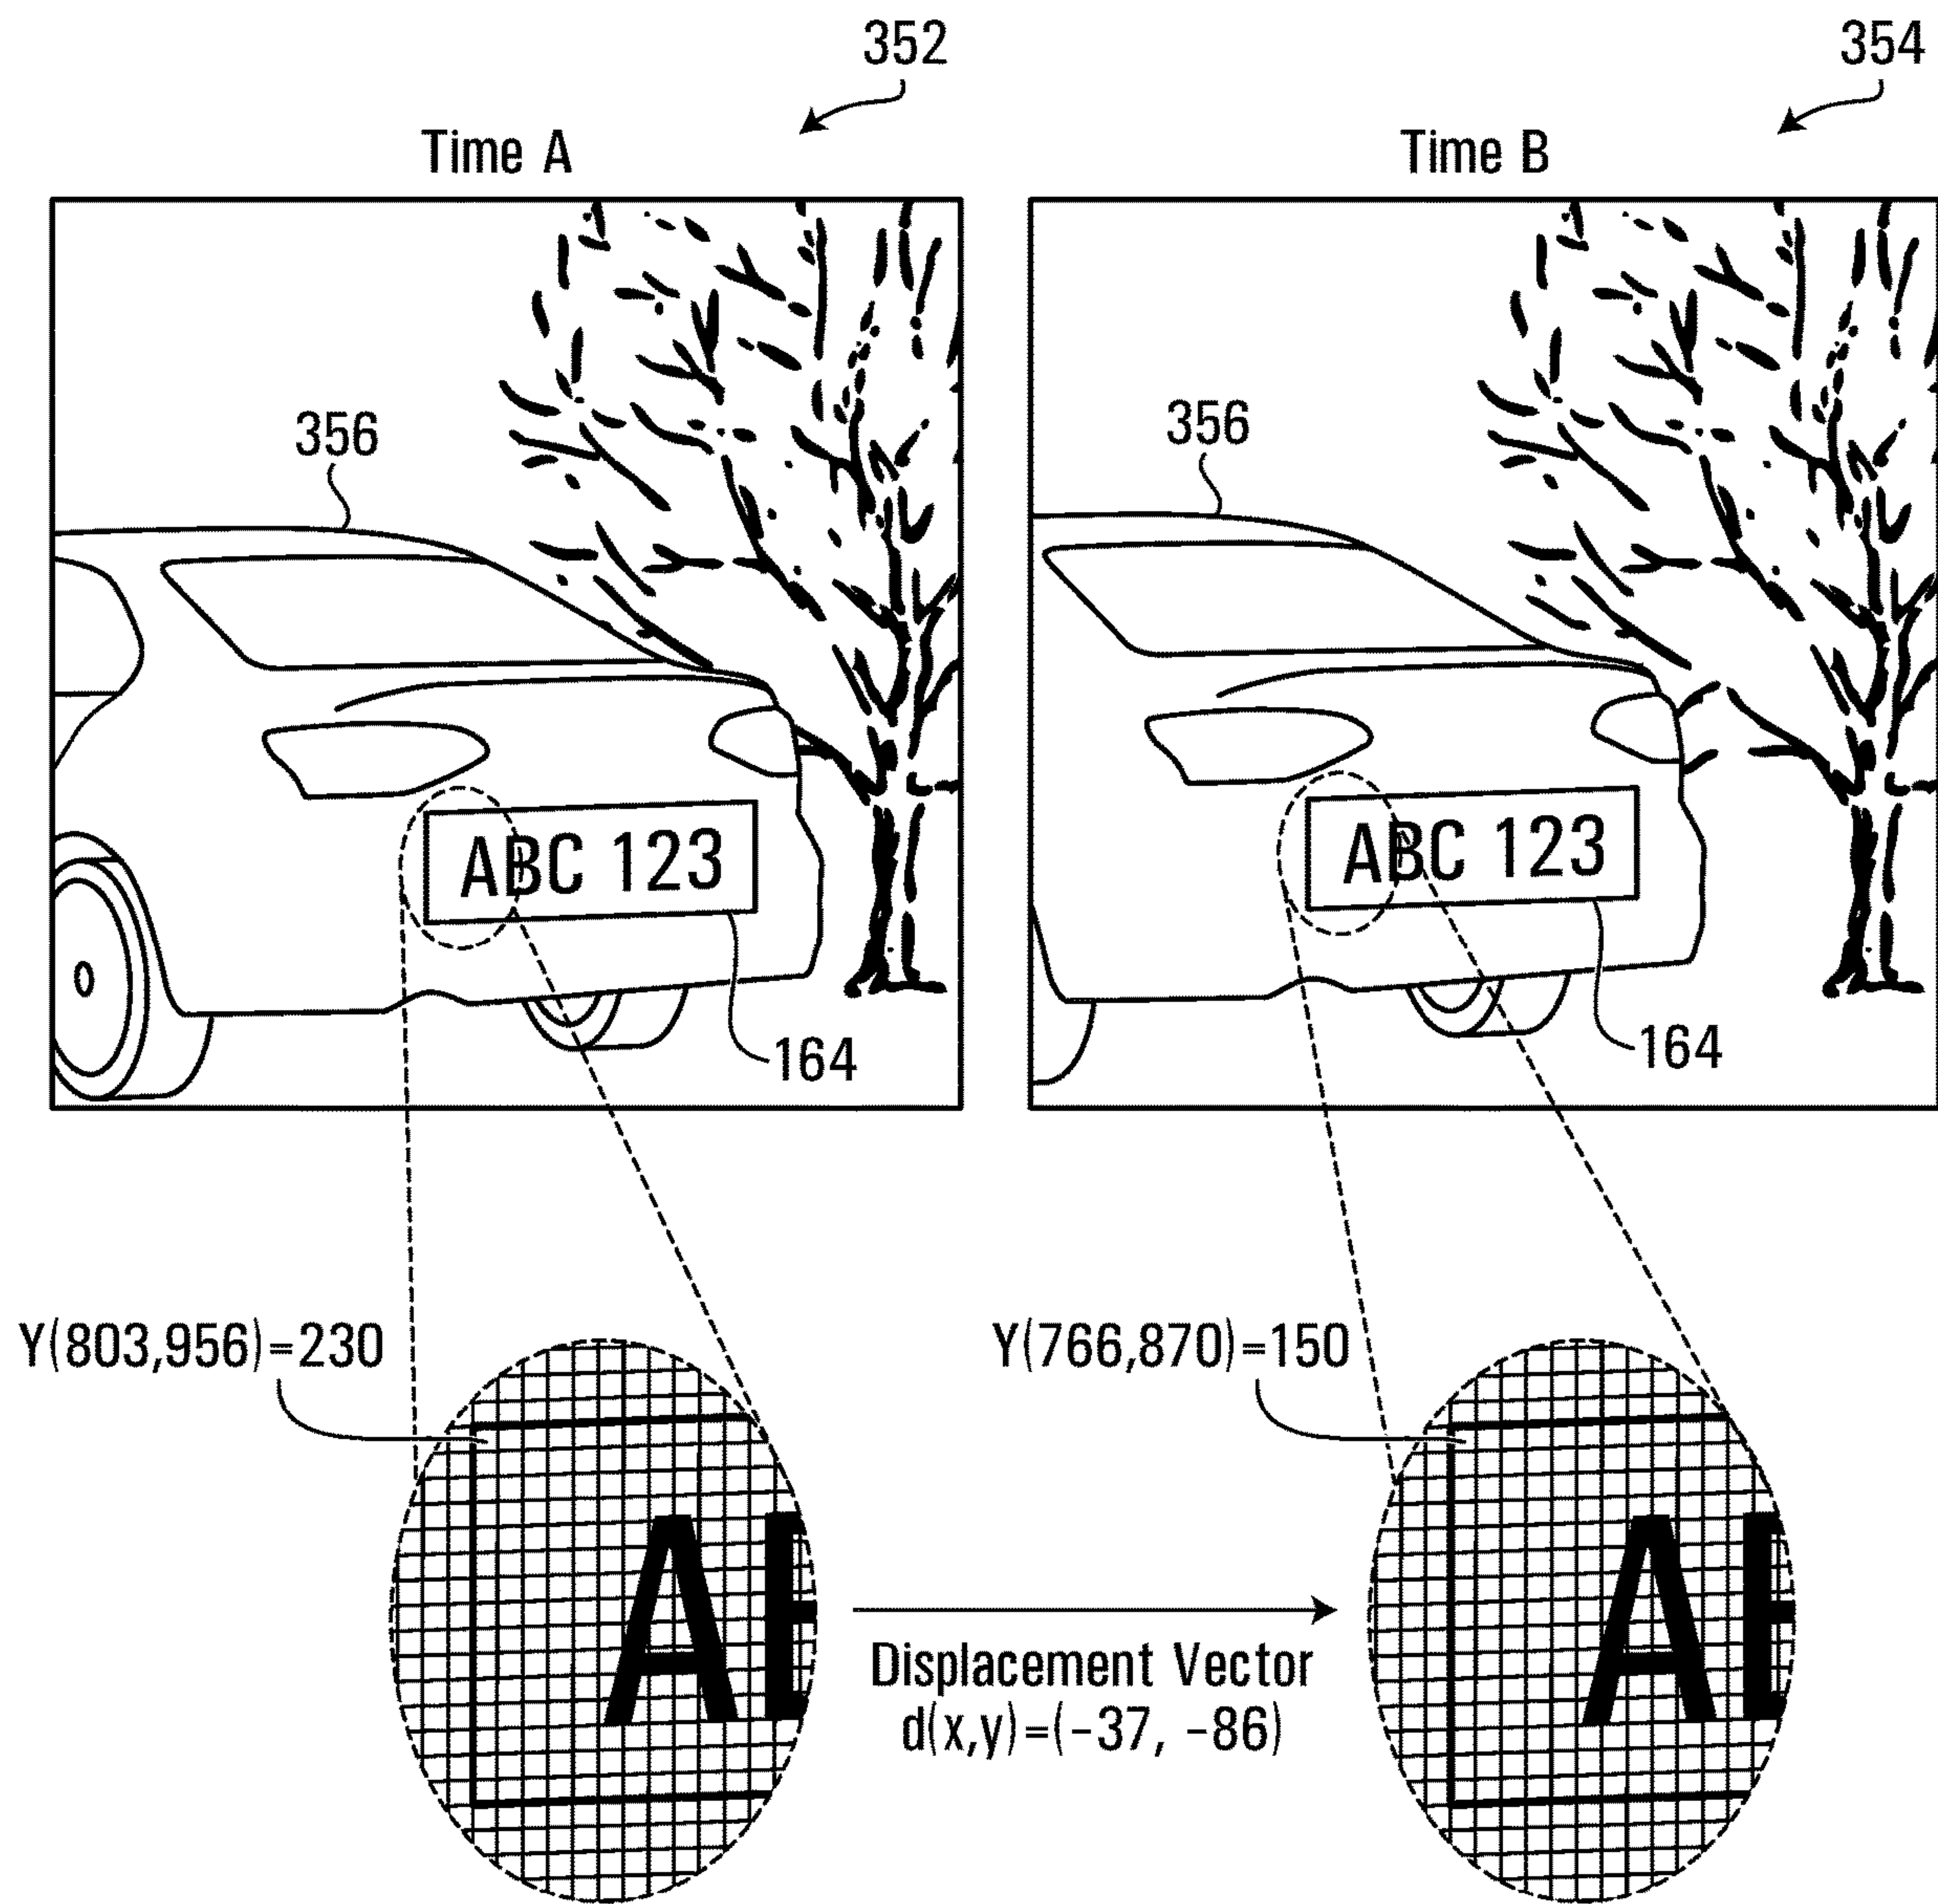 352
354
Time A
Time B
356
356
ABC 123
ABC 123
164
164
Y(803,956)=230
Y(766,870)=150
A
A
Displacement Vector
d(x,y)=(-37, -86)